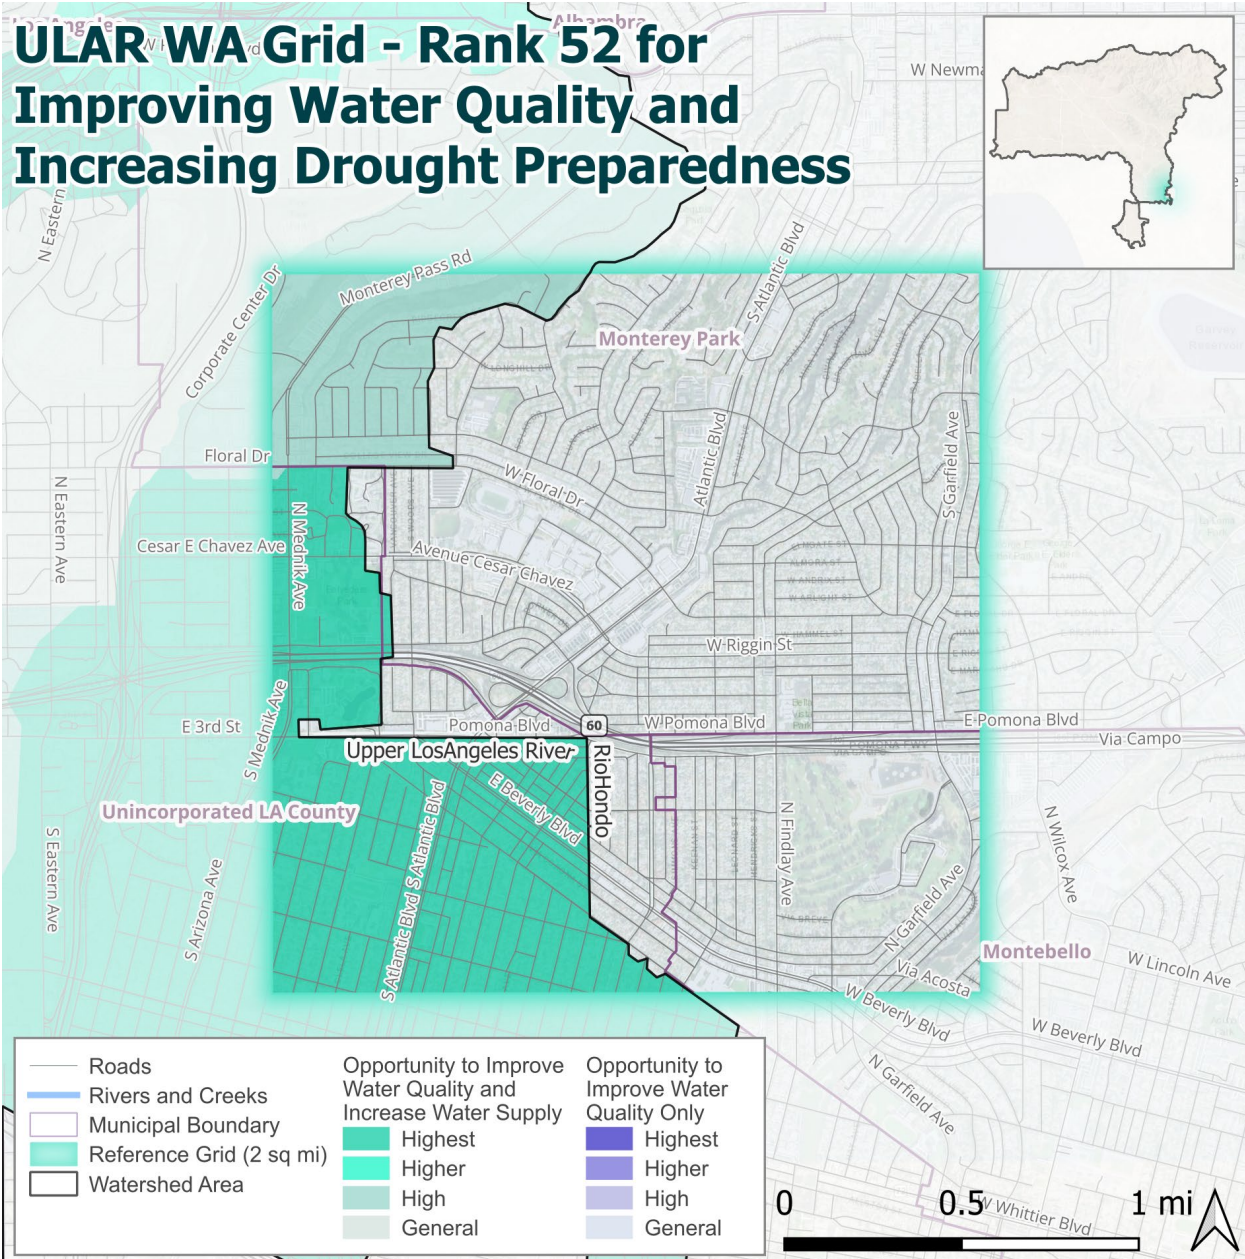 ULAR WA Grid - Rank 52 for
Improving Water Quality and
Increasing Drought Preparedness
Alhambra
N Eastern
Corporate Center Dr
Monterey Pass Rd
S Atlantic Blvd
Monterey Park
Floral Dr
W Floral Dr
Atlantic Blvd
S Garfield Ave
N Eastern Ave
Cesar E Chavez Ave
N Mednik Ave
Avenue Cesar Chavez
W Riggin St
E 3rd St
S Mednik Ave
Pomona Blvd
60
W Pomona Blvd
E Pomona Blvd
Via Campo
Upper LosAngeles River
RioHondo
Unincorporated LA County
E Beverly Blvd
S Atlantic Blvd
S Atlantic Blvd
S Eastern Ave
S Arizona Ave
N Findlay Ave
N Wilcox Ave
N Garfield Ave
Via Acosta
Montebello
W Lincoln Ave
W Beverly Blvd
W Beverly Blvd
N Garfield Ave
W Whittier Blvd
Roads
Rivers and Creeks
Municipal Boundary
Reference Grid (2 sq mi)
Watershed Area
Opportunity to Improve
Water Quality and
Increase Water Supply
Highest
Higher
High
General
Opportunity to
Improve Water
Quality Only
Highest
Higher
High
General
0 0.5 1 mi